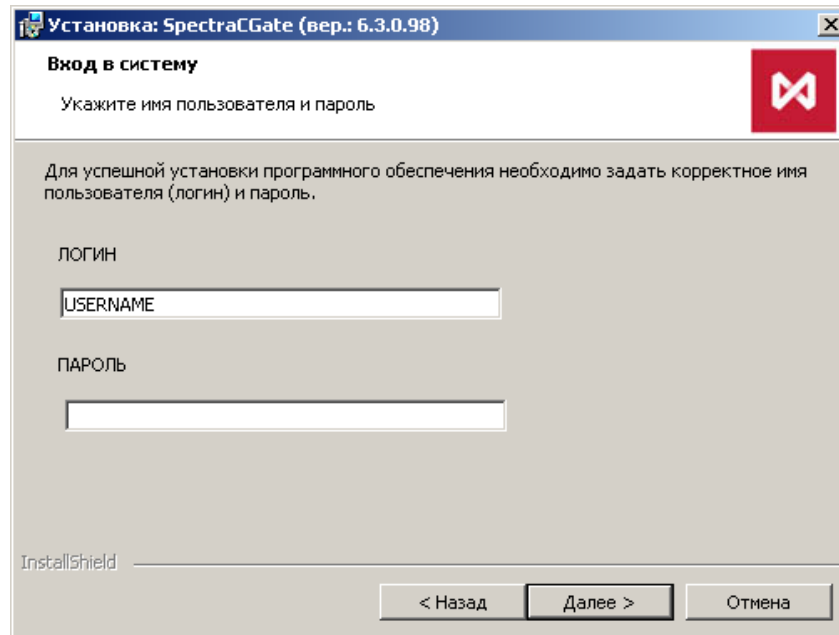 Установка: SpectraCGate (вер.: 6.3.0.98)
Вход в систему
Укажите имя пользователя и пароль
Для успешной установки программного обеспечения необходимо задать корректное имя
пользователя (логин) и пароль.
ЛОГИН
USERNAME
ПАРОЛЬ
InstallShield
< Назад
Далее >
Отмена